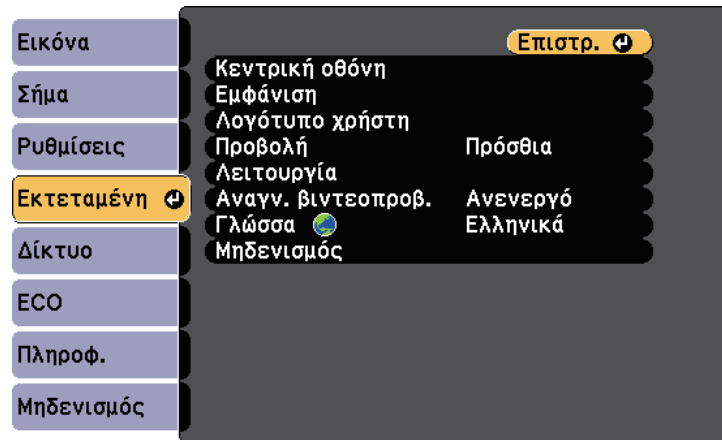 Εικόνα
Σήμα
Ρυθμίσεις
Εκτεταμένη
Δίκτυο
ECO
Πληροφ.
Μηδενισμός
Επιστρ.
Κεντρική οθόνη
Εμφάνιση
Λογότυπο χρήστη
Προβολή Πρόσθια
Λειτουργία
Αναγν. βιντεοπροβ. Ανενεργό
Γλώσσα Ελληνικά
Μηδενισμός